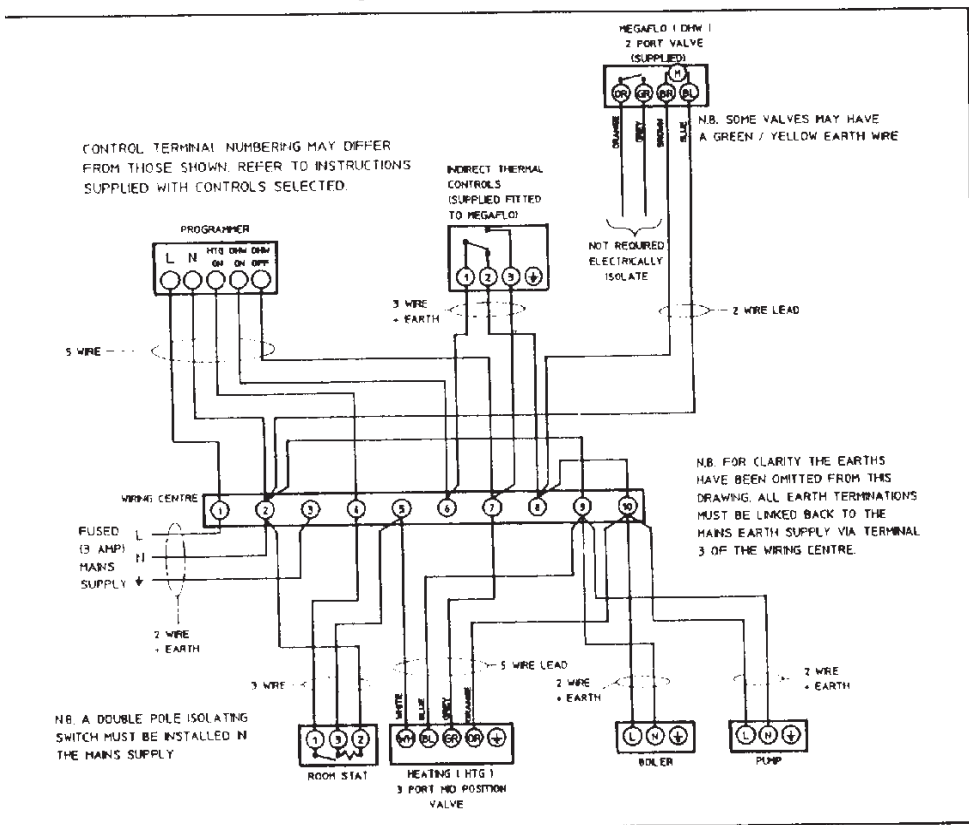 MEGAFLO ( DHW )
2 PORT VALVE
(SUPPLIED)
M
OR GR BR BL
ORANGE
GREY
BROWN
BLUE
N.B. SOME VALVES MAY HAVE
A GREEN / YELLOW EARTH WIRE
CONTROL TERMINAL NUMBERING MAY DIFFER
FROM THOSE SHOWN. REFER TO INSTRUCTIONS
SUPPLIED WITH CONTROLS SELECTED.
INDIRECT THERMAL
CONTROLS
(SUPPLIED FITTED
TO MEGAFLO)
1 2 3
NOT REQUIRED
ELECTRICALLY
ISOLATE
PROGRAMMER
L N HTG ON DHW ON DHW OFF
3 WIRE
+ EARTH
2 WIRE LEAD
5 WIRE
WIRING CENTRE
1 2 3 4 5 6 7 8 9 10
N.B. FOR CLARITY THE EARTHS
HAVE BEEN OMITTED FROM THIS
DRAWING. ALL EARTH TERMINATIONS
MUST BE LINKED BACK TO THE
MAINS EARTH SUPPLY VIA TERMINAL
3 OF THE WIRING CENTRE.
FUSED
(3 AMP)
MAINS
SUPPLY
L
N
2 WIRE
+ EARTH
3 WIRE
5 WIRE LEAD
2 WIRE
+ EARTH
2 WIRE
+ EARTH
WHITE
BLUE
GREY
ORANGE
N.B. A DOUBLE POLE ISOLATING
SWITCH MUST BE INSTALLED IN
THE MAINS SUPPLY
1 3 2
ROOM STAT
WH BL GR OR
HEATING ( HTG )
3 PORT MID POSITION
VALVE
L N
BOILER
L N
PUMP